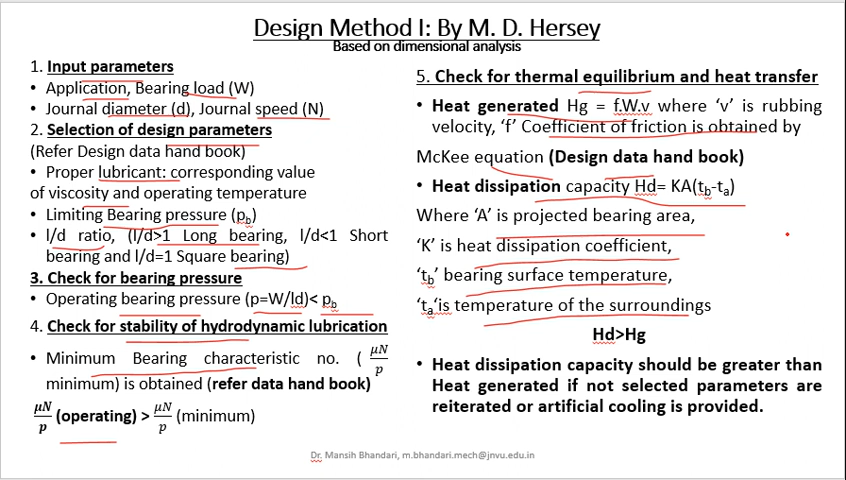 Design Method I: By M. D. Hersey
Based on dimensional analysis
1. Input parameters
• Application, Bearing load (W)
• Journal diameter (d), Journal speed (N)
2. Selection of design parameters
(Refer Design data hand book)
• Proper lubricant: corresponding value
of viscosity and operating temperature
• Limiting Bearing pressure (pb)
• l/d ratio, (l/d>1 Long bearing, l/d<1 Short
bearing and l/d=1 Square bearing)
3. Check for bearing pressure
• Operating bearing pressure (p=W/ld)< pb
4. Check for stability of hydrodynamic lubrication
• Minimum Bearing characteristic no. ( μN/p
minimum) is obtained (refer data hand book)
μN/p (operating) > μN/p (minimum)
5. Check for thermal equilibrium and heat transfer
• Heat generated Hg = f.W.v where ‘v’ is rubbing
velocity, ‘f’ Coefficient of friction is obtained by
McKee equation (Design data hand book)
• Heat dissipation capacity Hd= KA(tb-ta)
Where ‘A’ is projected bearing area,
‘K’ is heat dissipation coefficient,
‘tb’ bearing surface temperature,
‘ta‘is temperature of the surroundings
Hd>Hg
• Heat dissipation capacity should be greater than
Heat generated if not selected parameters are
reiterated or artificial cooling is provided.
Dr. Mansih Bhandari, m.bhandari.mech@jnvu.edu.in